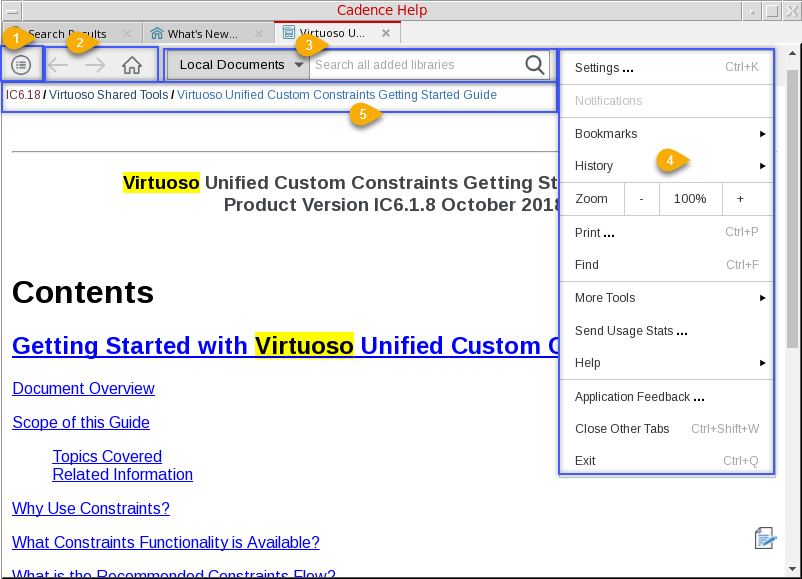 Cadence Help
Search Results
What's New...
Virtuoso U...
1
2
3
Local Documents
Search all added libraries
IC6.18 / Virtuoso Shared Tools / Virtuoso Unified Custom Constraints Getting Started Guide
5
Virtuoso Unified Custom Constraints Getting St
Product Version IC6.1.8 October 2018
Contents
Getting Started with Virtuoso Unified Custom C
Document Overview
Scope of this Guide
Topics Covered
Related Information
Why Use Constraints?
What Constraints Functionality is Available?
What is the Recommended Constraints Flow?
Settings ... Ctrl+K
Notifications
Bookmarks
History
4
Zoom - 100% +
Print ... Ctrl+P
Find Ctrl+F
More Tools
Send Usage Stats ...
Help
Application Feedback ...
Close Other Tabs Ctrl+Shift+W
Exit Ctrl+Q